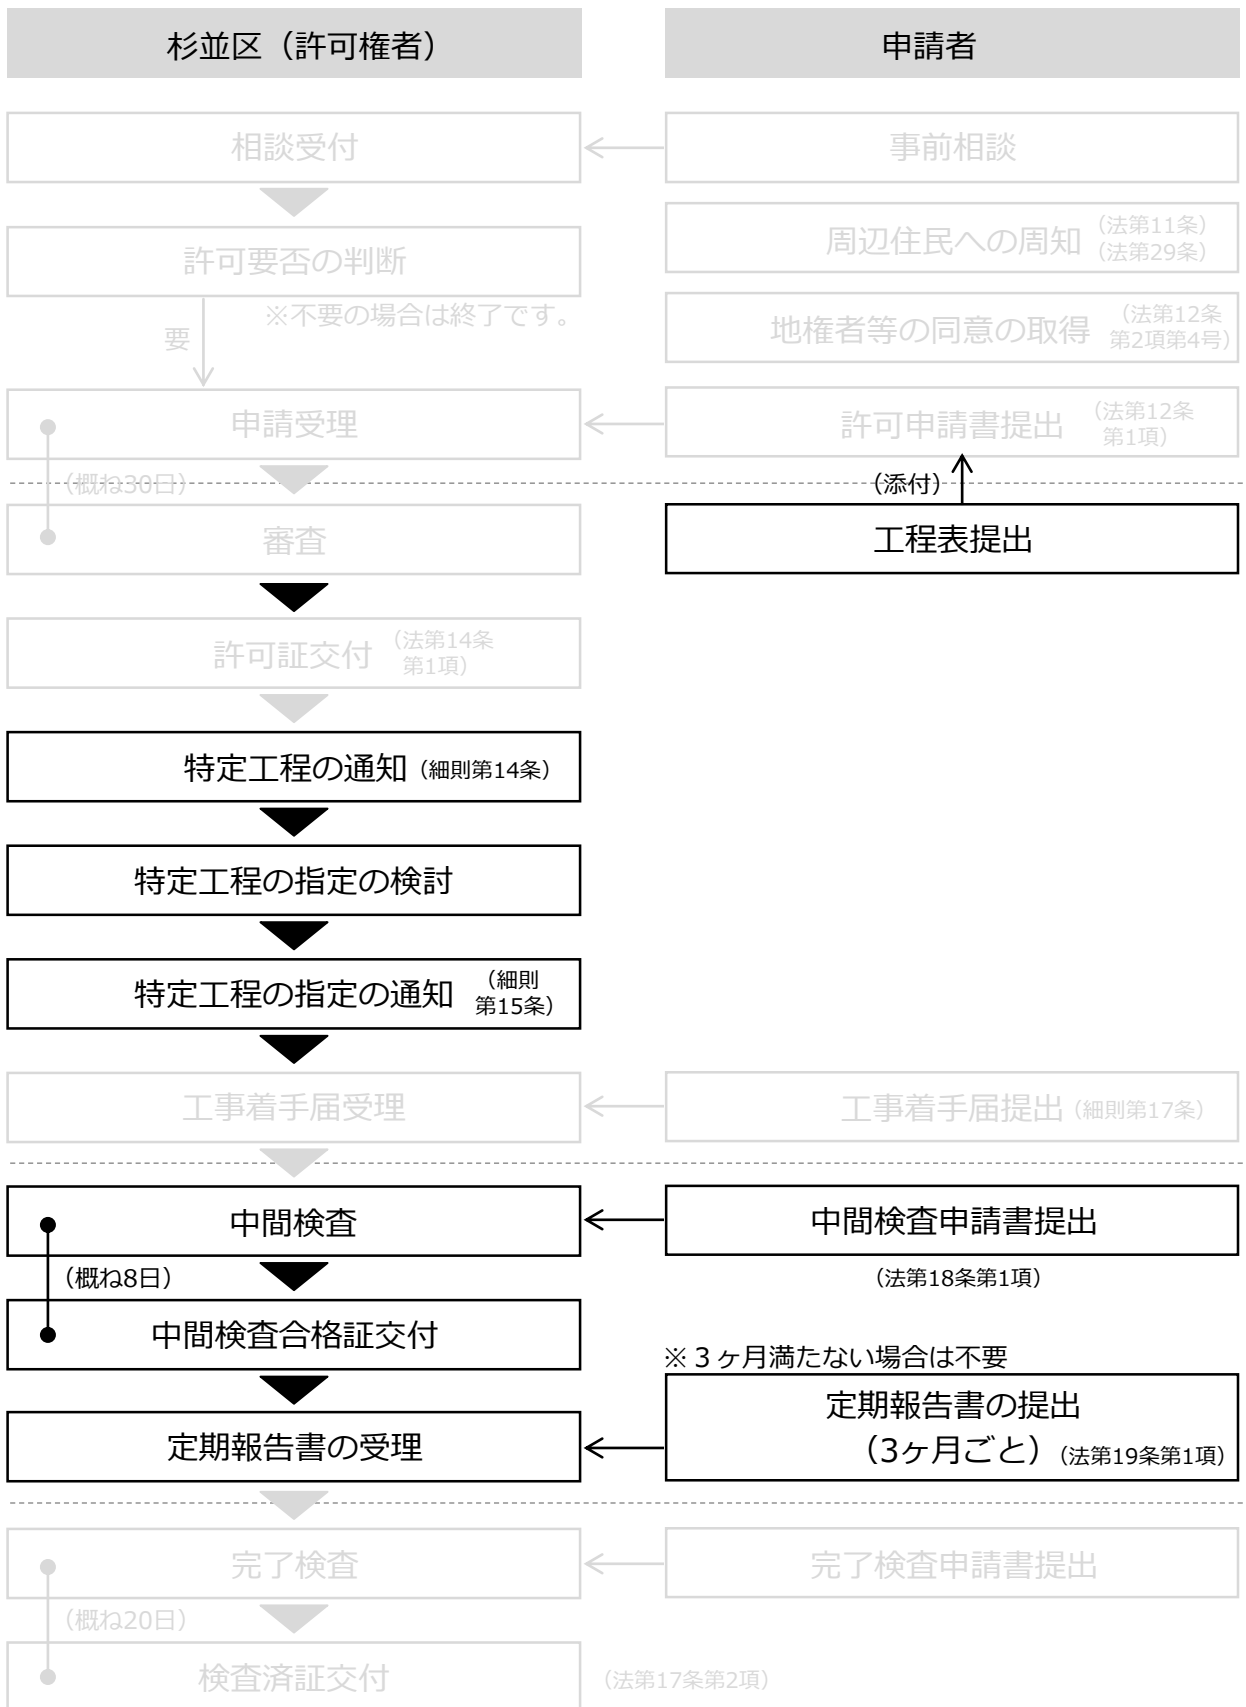 杉並区（許可権者）
申請者
相談受付
事前相談
周辺住民への周知
（法第11条）
（法第29条）
許可要否の判断
※不要の場合は終了です。
要
地権者等の同意の取得
（法第12条
第2項第4号）
申請受理
許可申請書提出
（法第12条
第1項）
（概ね30日）
（添付）
審査
工程表提出
許可証交付
（法第14条
第1項）
特定工程の通知（細則第14条）
特定工程の指定の検討
特定工程の指定の通知
（細則
第15条）
工事着手届受理
工事着手届提出（細則第17条）
中間検査
中間検査申請書提出
（概ね8日）
（法第18条第1項）
中間検査合格証交付
※３ヶ月満たない場合は不要
定期報告書の提出
（3ヶ月ごと）（法第19条第1項）
定期報告書の受理
完了検査
完了検査申請書提出
（概ね20日）
検査済証交付
（法第17条第2項）